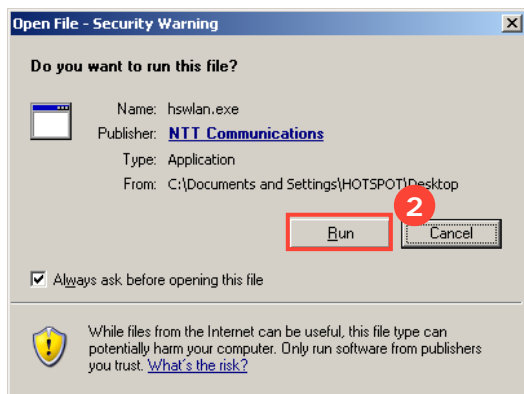 Open File - Security Warning
Do you want to run this file?
Name: hswlan.exe
Publisher: NTT Communications
Type: Application
From: C:\Documents and Settings\HOTSPOT\Desktop
2
Run Cancel
Always ask before opening this file
While files from the Internet can be useful, this file type can
potentially harm your computer. Only run software from publishers
you trust. What's the risk?